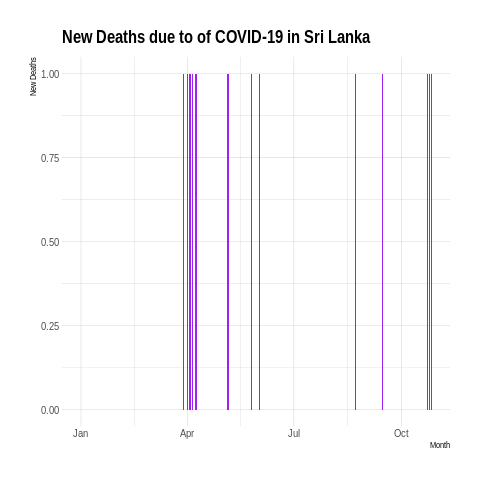 New Deaths due to of COVID-19 in Sri Lanka
New Deaths
1.00
0.75
0.50
0.25
0.00
Jan Apr Jul Oct
Month